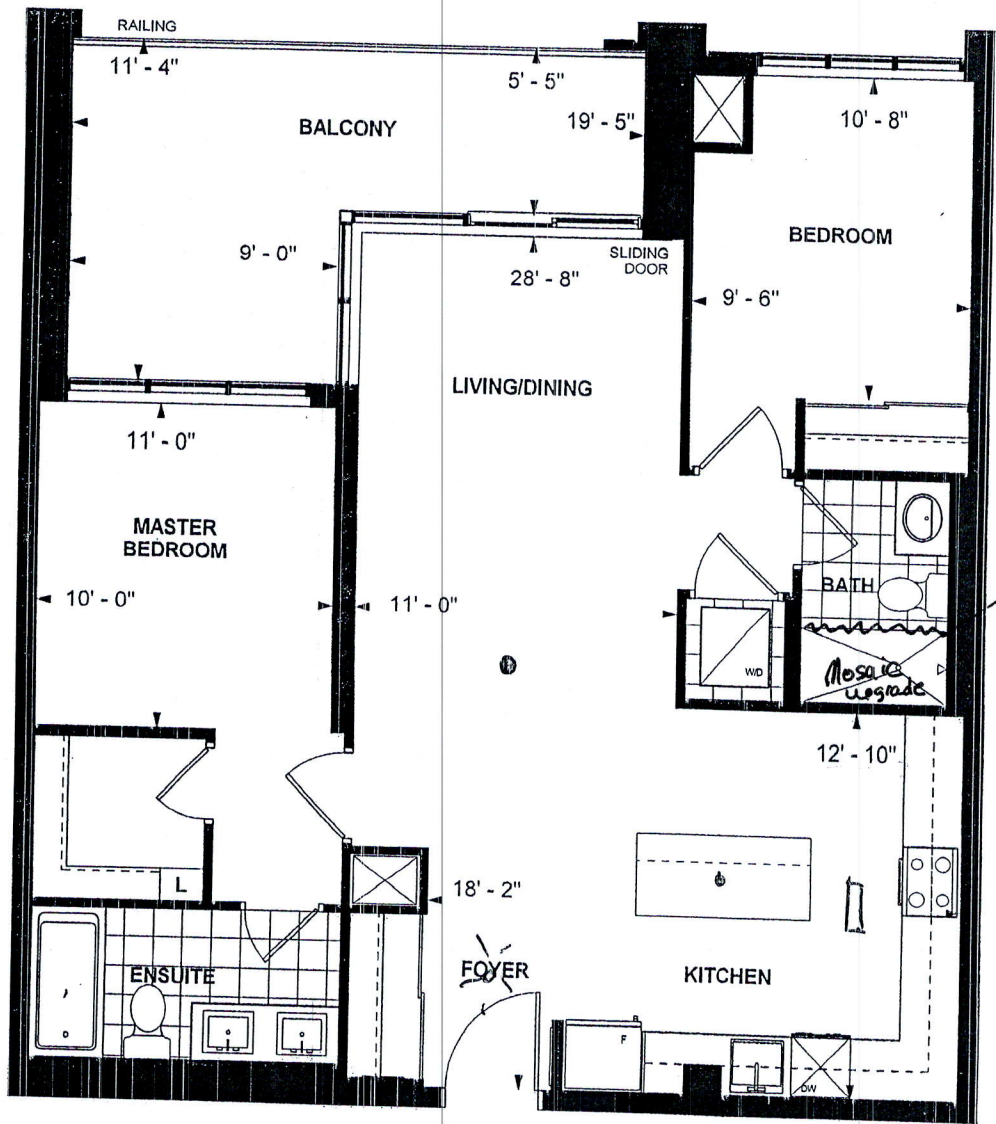 RAILING
11' - 4"
5' - 5"
BALCONY
19' - 5"
10' - 8"
BEDROOM
9' - 0"
28' - 8"
SLIDING
DOOR
9' - 6"
LIVING/DINING
11' - 0"
MASTER
BEDROOM
10' - 0"
11' - 0"
BATH
W/D
Mosaic
upgrade
12' - 10"
L
18' - 2"
ENSUITE
FOYER
KITCHEN
F
DW